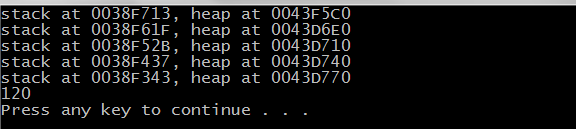 stack at 0038F713, heap at 0043F5C0
stack at 0038F61F, heap at 0043D6E0
stack at 0038F52B, heap at 0043D710
stack at 0038F437, heap at 0043D740
stack at 0038F343, heap at 0043D770
120
Press any key to continue . . .